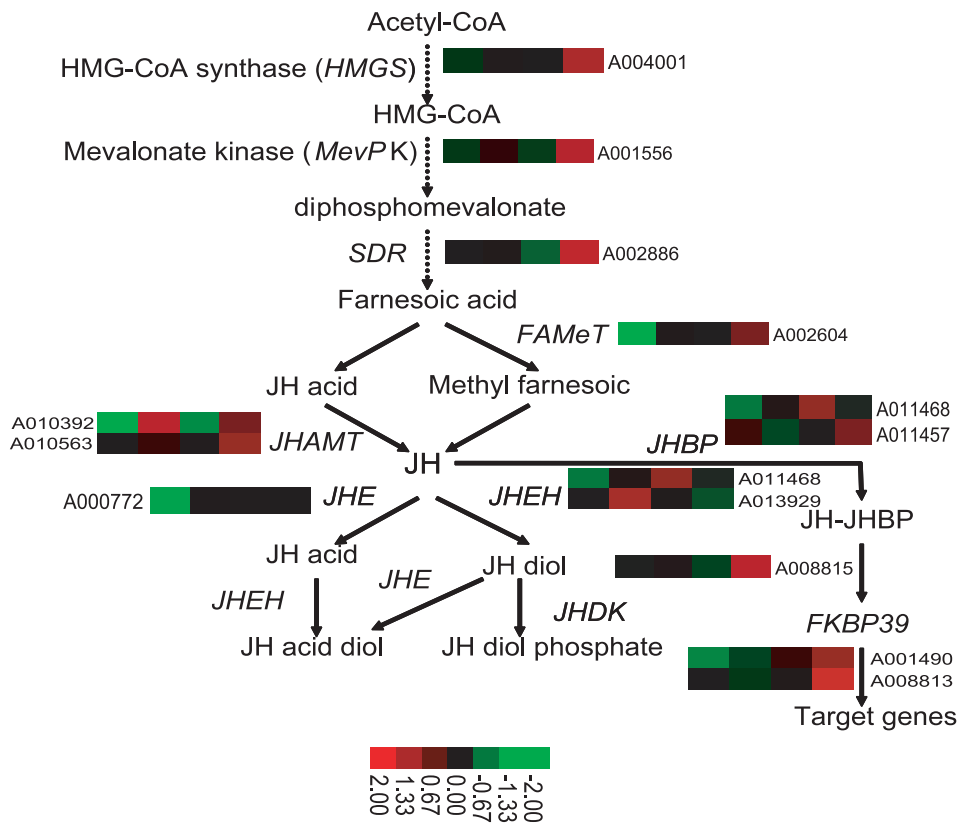 Acetyl-CoA
HMG-CoA synthase (HMGS)
A004001
HMG-CoA
Mevalonate kinase (MevPK)
A001556
diphosphomevalonate
SDR
A002886
Farnesoic acid
FAMeT
A002604
JH acid
Methyl farnesoic
A010392
A010563
JHAMT
JHBP
A011468
A011457
JH
A000772
JHE
JHEH
A011468
A013929
JH-JHBP
JH acid
JH diol
A008815
JHEH
JHE
JHDK
FKBP39
JH acid diol
JH diol phosphate
A001490
A008813
Target genes
2.00
1.33
0.67
0.00
-0.67
-1.33
-2.00